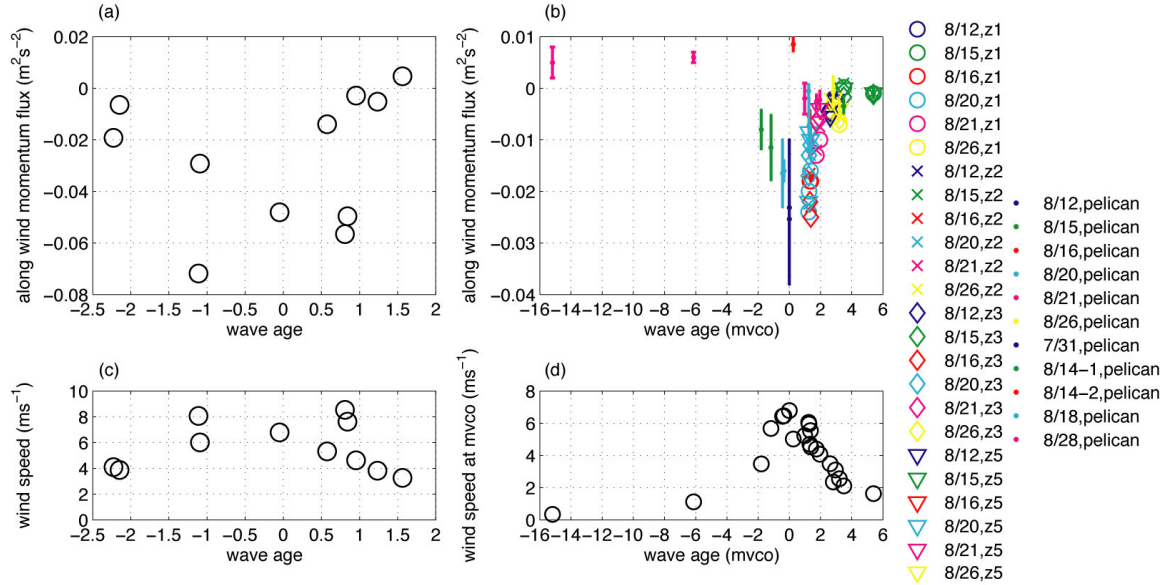 (a)
0.02
0
−0.02
−0.04
−0.06
−0.08
−2.5 −2 −1.5 −1 −0.5 0 0.5 1 1.5 2
wave age
along wind momentum flux (m²s⁻²)
(b)
0.01
0
−0.01
−0.02
−0.03
−0.04
−16−14−12−10 −8 −6 −4 −2 0 2 4 6
wave age (mvco)
along wind momentum flux (m²s⁻²)
(c)
10
8
6
4
2
0
−2.5 −2 −1.5 −1 −0.5 0 0.5 1 1.5 2
wave age
wind speed (ms⁻¹)
(d)
8
6
4
2
0
−16−14−12−10 −8 −6 −4 −2 0 2 4 6
wave age (mvco)
wind speed at mvco (ms⁻¹)
8/12,z1
8/15,z1
8/16,z1
8/20,z1
8/21,z1
8/26,z1
8/12,z2
8/15,z2
8/16,z2
8/20,z2
8/21,z2
8/26,z2
8/12,z3
8/15,z3
8/16,z3
8/20,z3
8/21,z3
8/26,z3
8/12,z5
8/15,z5
8/16,z5
8/20,z5
8/21,z5
8/26,z5
8/12,pelican
8/15,pelican
8/16,pelican
8/20,pelican
8/21,pelican
8/26,pelican
7/31,pelican
8/14−1,pelican
8/14−2,pelican
8/18,pelican
8/28,pelican